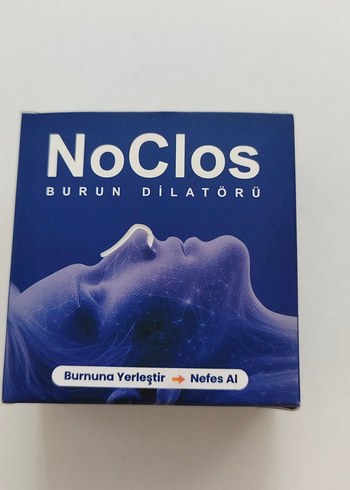 NoClos
BURUN DİLATÖRÜ
Burnuna Yerleştir → Nefes Al